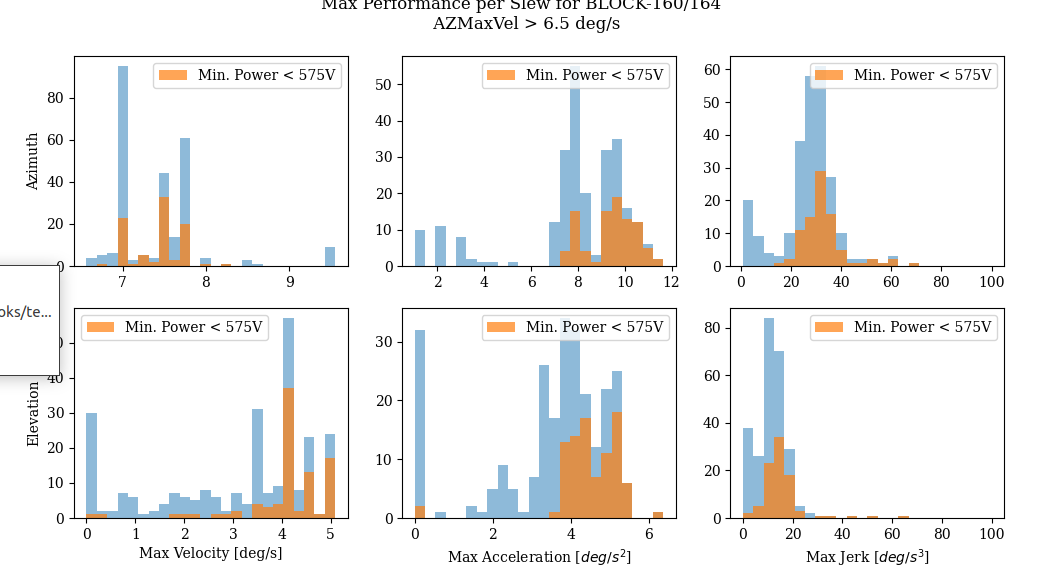 Max Performance per Slew for BLOCK-160/164
AZMaxVel > 6.5 deg/s
Azimuth
80
60
40
20
0
Min. Power < 575V
7 8 9
50
40
30
20
10
0
Min. Power < 575V
2 4 6 8 10 12
60
50
40
30
20
10
0
Min. Power < 575V
0 20 40 60 80 100
oks/te...
Elevation
40
30
20
10
0
Min. Power < 575V
0 1 2 3 4 5
Max Velocity [deg/s]
30
20
10
0
Min. Power < 575V
0 2 4 6
Max Acceleration [deg/s²]
80
60
40
20
0
Min. Power < 575V
0 20 40 60 80 100
Max Jerk [deg/s³]